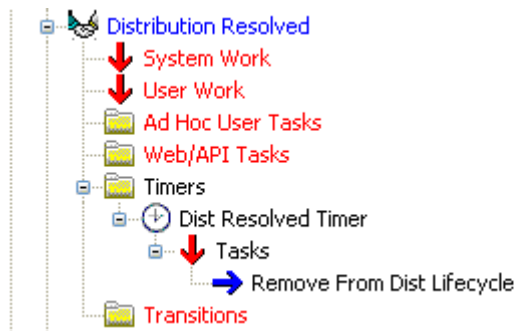 Distribution Resolved
System Work
User Work
Ad Hoc User Tasks
Web/API Tasks
Timers
Dist Resolved Timer
Tasks
Remove From Dist Lifecycle
Transitions